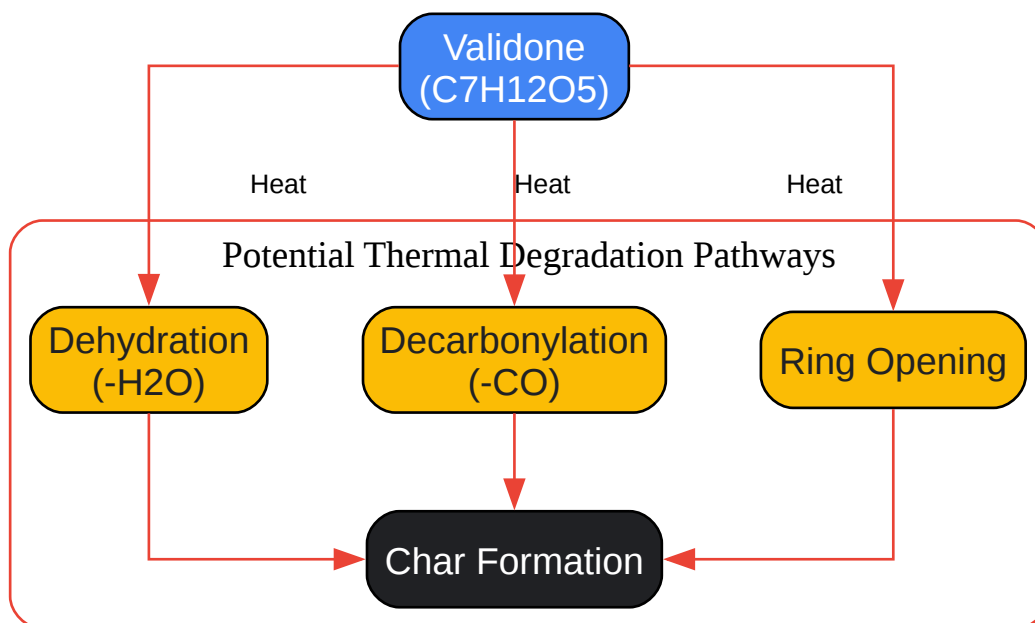 Validone
(C7H12O5)
Heat
Heat
Heat
Potential Thermal Degradation Pathways
Dehydration
(-H2O)
Decarbonylation
(-CO)
Ring Opening
Char Formation